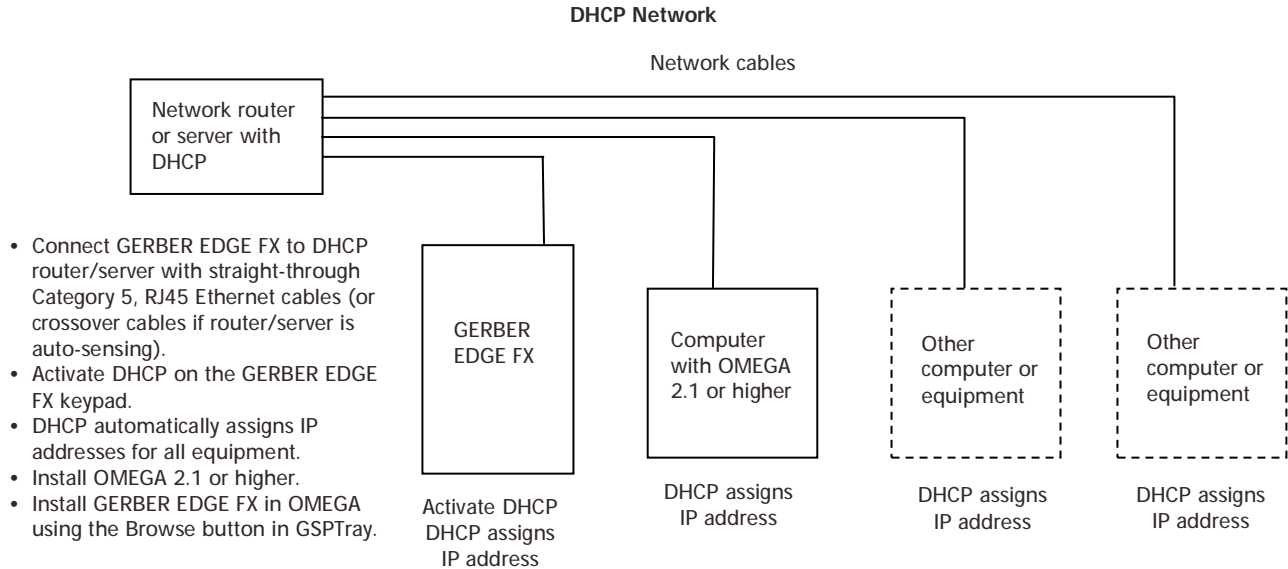 DHCP Network
Network cables
Network router
or server with
DHCP
• Connect GERBER EDGE FX to DHCP
router/server with straight-through
Category 5, RJ45 Ethernet cables (or
crossover cables if router/server is
auto-sensing).
• Activate DHCP on the GERBER EDGE
FX keypad.
• DHCP automatically assigns IP
addresses for all equipment.
• Install OMEGA 2.1 or higher.
• Install GERBER EDGE FX in OMEGA
using the Browse button in GSPTray.
GERBER
EDGE FX
Activate DHCP
DHCP assigns
IP address
Computer
with OMEGA
2.1 or higher
DHCP assigns
IP address
Other
computer or
equipment
DHCP assigns
IP address
Other
computer or
equipment
DHCP assigns
IP address